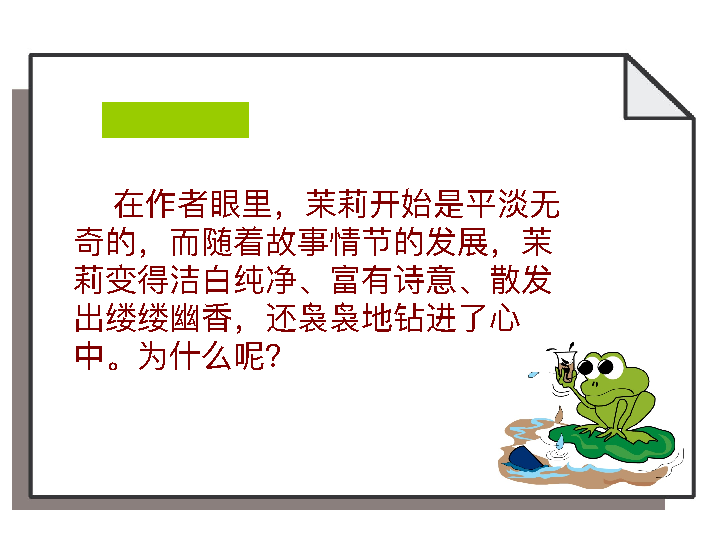 在作者眼里，茉莉开始是平淡无
奇的，而随着故事情节的发展，茉
莉变得洁白纯净、富有诗意、散发
出缕缕幽香，还袅袅地钻进了心
中。为什么呢？